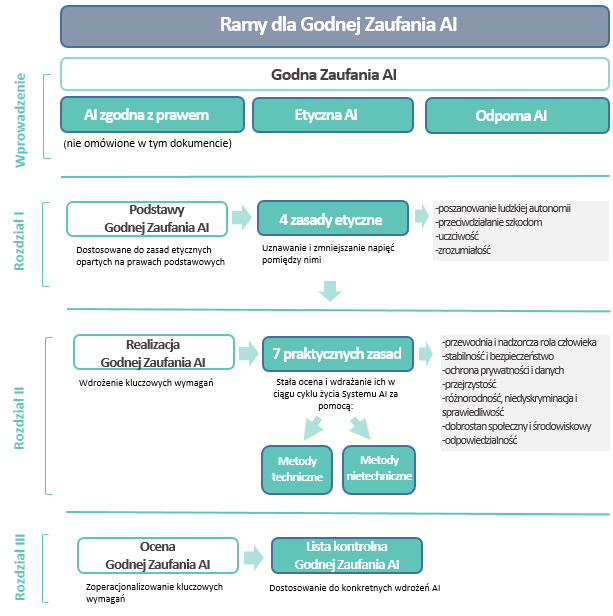 Ramy dla Godnej Zaufania AI
Wprowadzenie
Godna Zaufania AI
AI zgodna z prawem
Etyczna AI
Odporna AI
(nie omówione w tym dokumencie)
Rozdział I
Podstawy
Godnej Zaufania AI
Dostosowane do zasad etycznych
opartych na prawach podstawowych
4 zasady etyczne
Uznawanie i zmniejszanie napięć
pomiędzy nimi
-poszanowanie ludzkiej autonomii
-przeciwdziałanie szkodom
-uczciwość
-zrozumiałość
Rozdział II
Realizacja
Godnej Zaufania AI
Wdrożenie kluczowych wymagań
7 praktycznych zasad
Stała ocena i wdrażanie ich w
ciągu cyklu życia Systemu AI za
pomocą:
Metody
techniczne
Metody
nietechniczne
-przewodnia i nadzorcza rola człowieka
-stabilność i bezpieczeństwo
-ochrona prywatności i danych
-przejrzystość
-różnorodność, niedyskryminacja i
sprawiedliwość
-dobrostan społeczny i środowiskowy
-odpowiedzialność
Rozdział III
Ocena
Godnej Zaufania AI
Zoperacjonalizowanie kluczowych
wymagań
Lista kontrolna
Godnej Zaufania AI
Dostosowanie do konkretnych wdrożeń AI